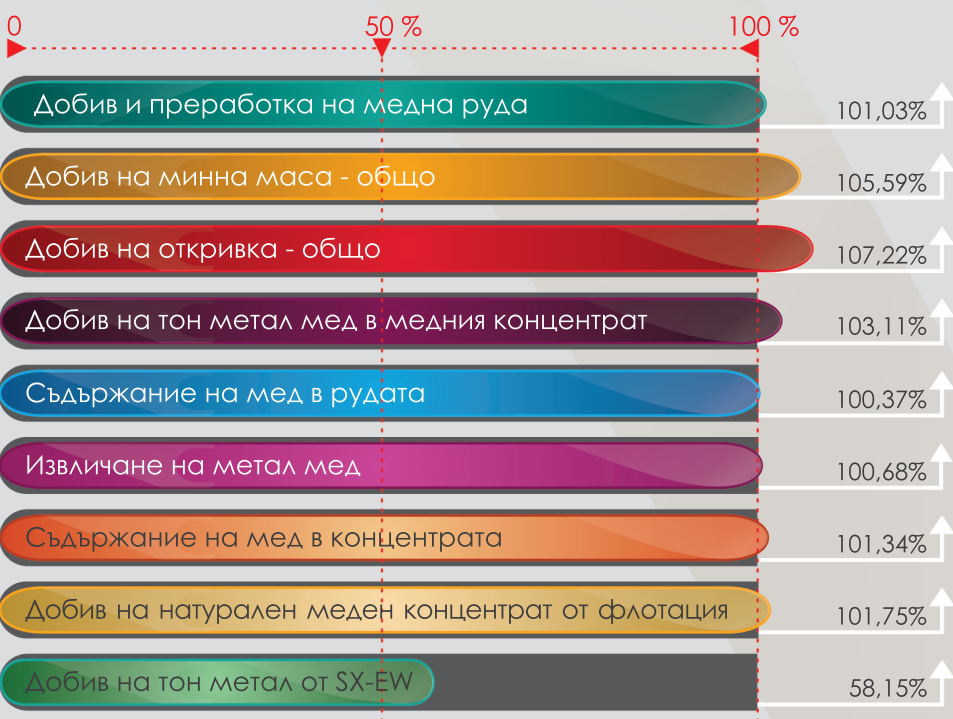 0 50 % 100 %
Добив и преработка на медна руда 101,03%
Добив на минна маса - общо 105,59%
Добив на откривка - общо 107,22%
Добив на тон метал мед в медния концентрат 103,11%
Съдържание на мед в рудата 100,37%
Извличане на метал мед 100,68%
Съдържание на мед в концентрата 101,34%
Добив на натурален меден концентрат от флотация 101,75%
Добив на тон метал от SX-EW 58,15%